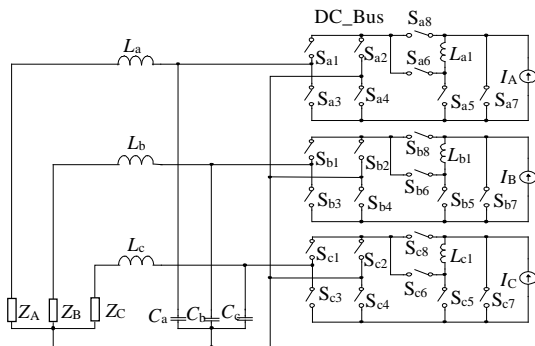 DC_Bus
Sa8
La
Sa1
Sa2
Sa6
La1
IA
Sa3
Sa4
Sa5
Sa7
Lb
Sb1
Sb2
Sb8
Lb1
IB
Sb6
Sb3
Sb4
Sb5
Sb7
Lc
Sc1
Sc2
Sc8
Lc1
IC
Sc6
Sc3
Sc4
Sc5
Sc7
ZA
ZB
ZC
Ca
Cb
Cc